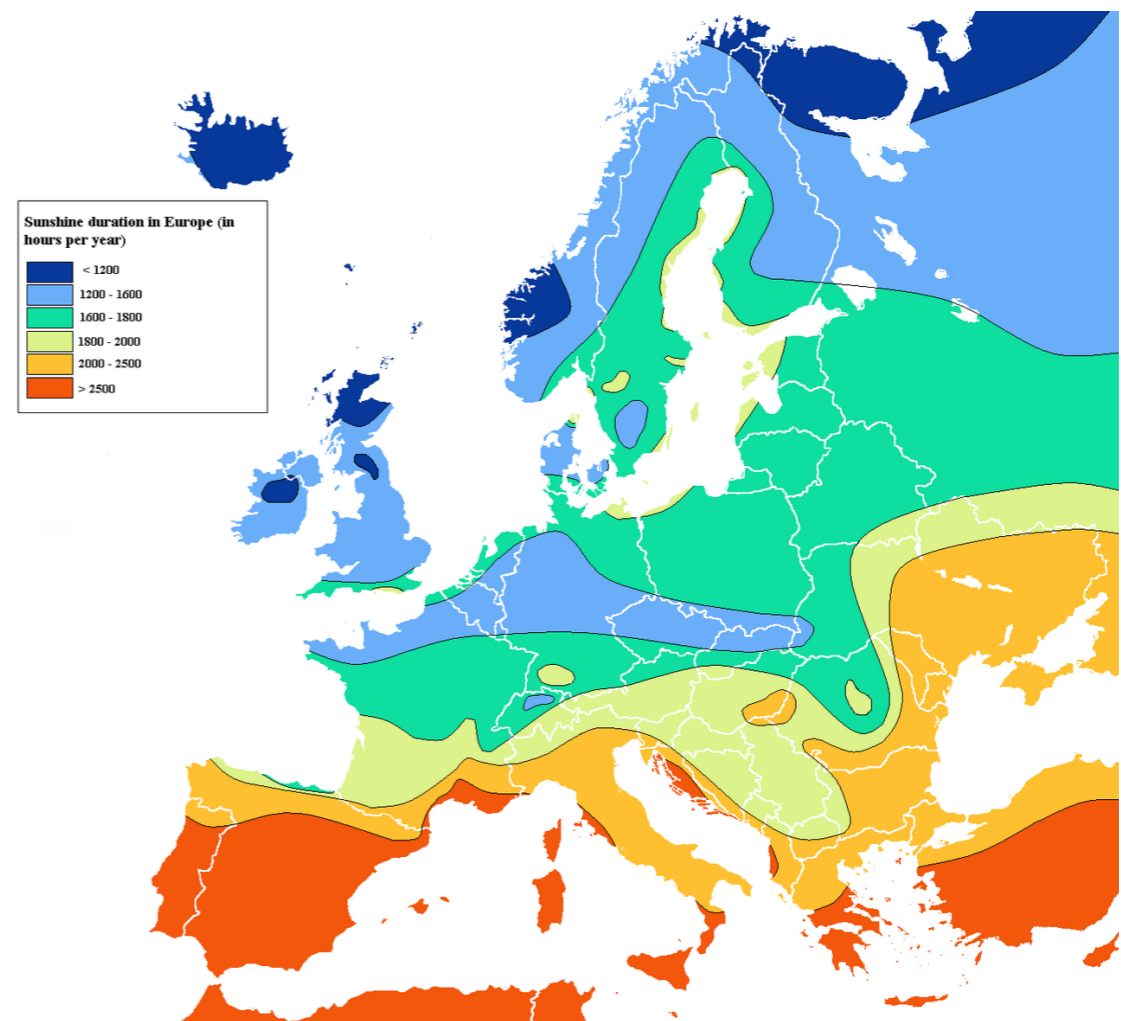 Sunshine duration in Europe (in
hours per year)
< 1200
1200 - 1600
1600 - 1800
1800 - 2000
2000 - 2500
> 2500